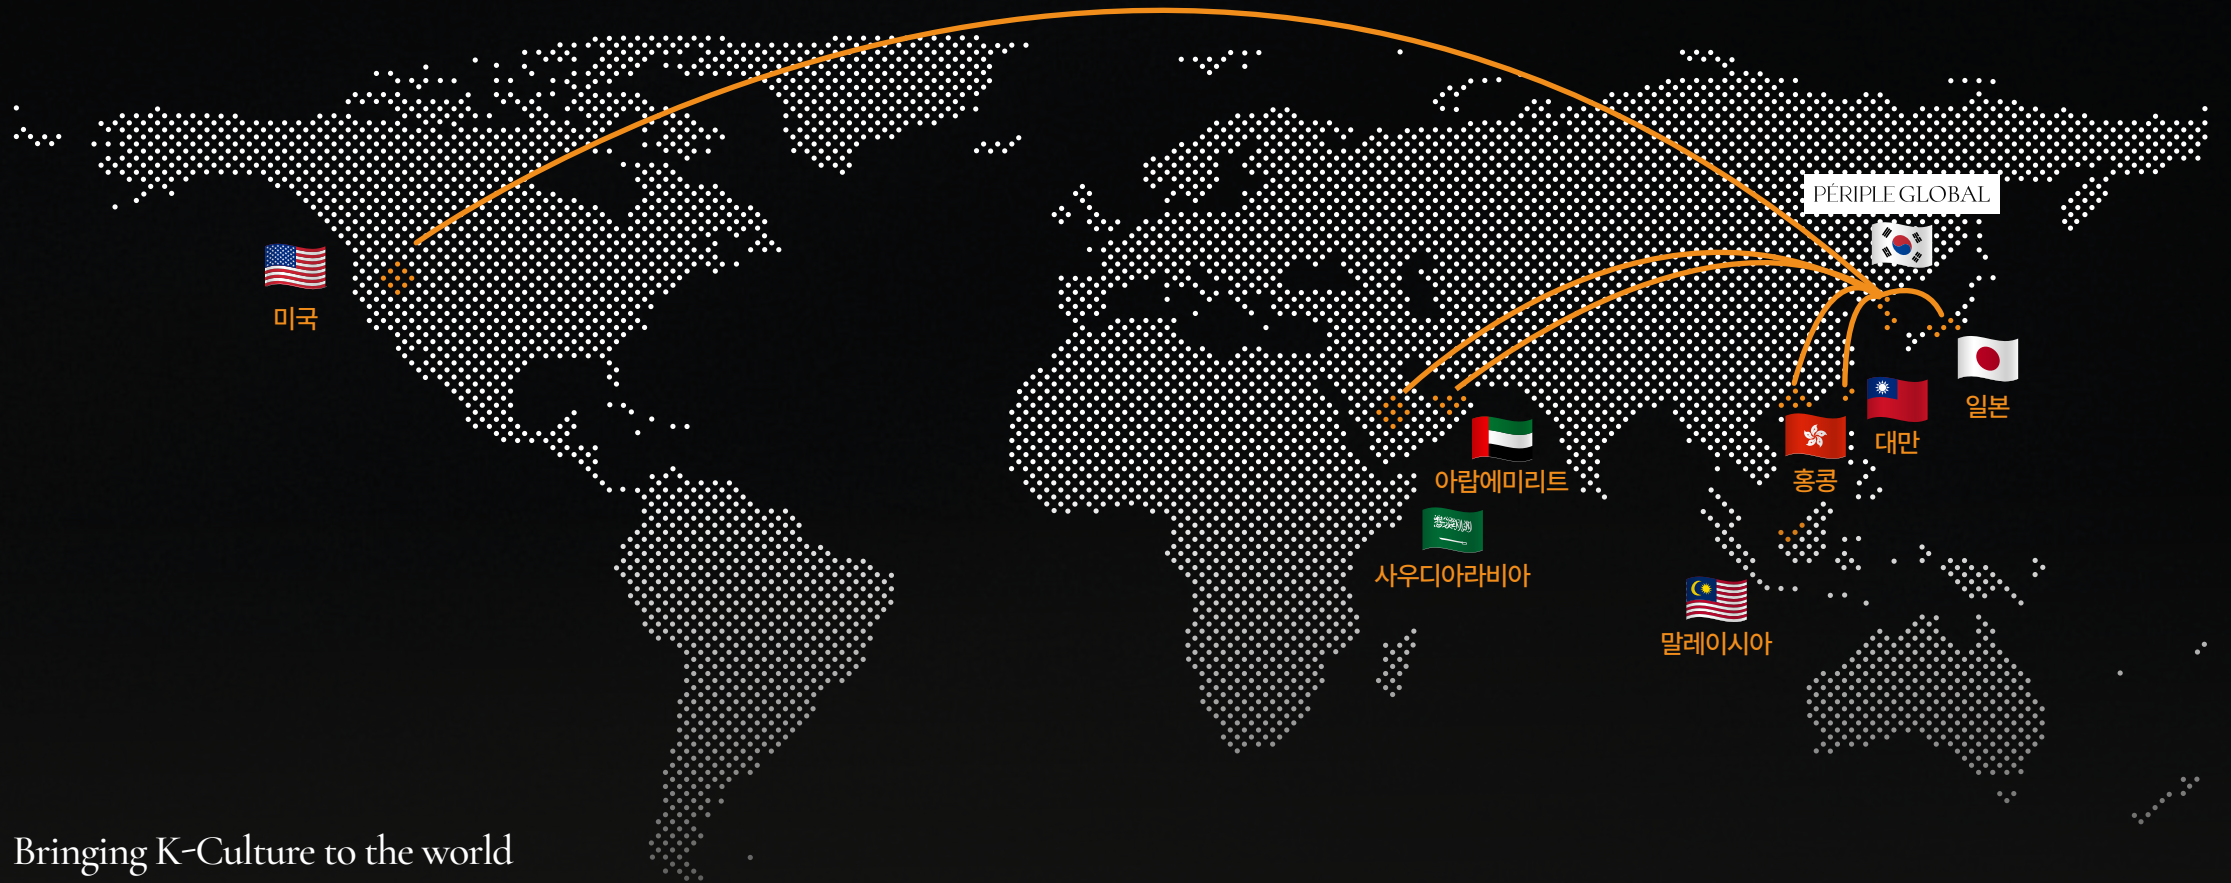 PÉRIPLE GLOBAL
미국
일본
대만
홍콩
아랍에미리트
사우디아라비아
말레이시아
Bringing K-Culture to the world